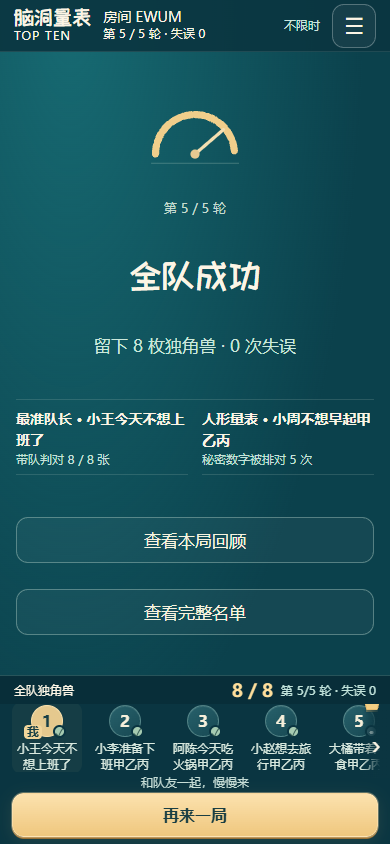 脑洞量表
TOP TEN
房间 EWUM
第 5 / 5 轮 · 失误 0
不限时
第 5 / 5 轮
全队成功
留下 8 枚独角兽 · 0 次失误
最准队长 • 小王今天不想上
班了
带队判对 8 / 8 张
人形量表 • 小周不想早起甲
乙丙
秘密数字被排对 5 次
查看本局回顾
查看完整名单
全队独角兽
8 / 8 第 5/5 轮 · 失误 0
1
我
小王今天不
想上班了
2
小李准备下
班甲乙丙
3
阿陈今天吃
火锅甲乙丙
4
小赵想去旅
行甲乙丙
5
大橘带着
食甲乙丙
和队友一起，慢慢来
再来一局